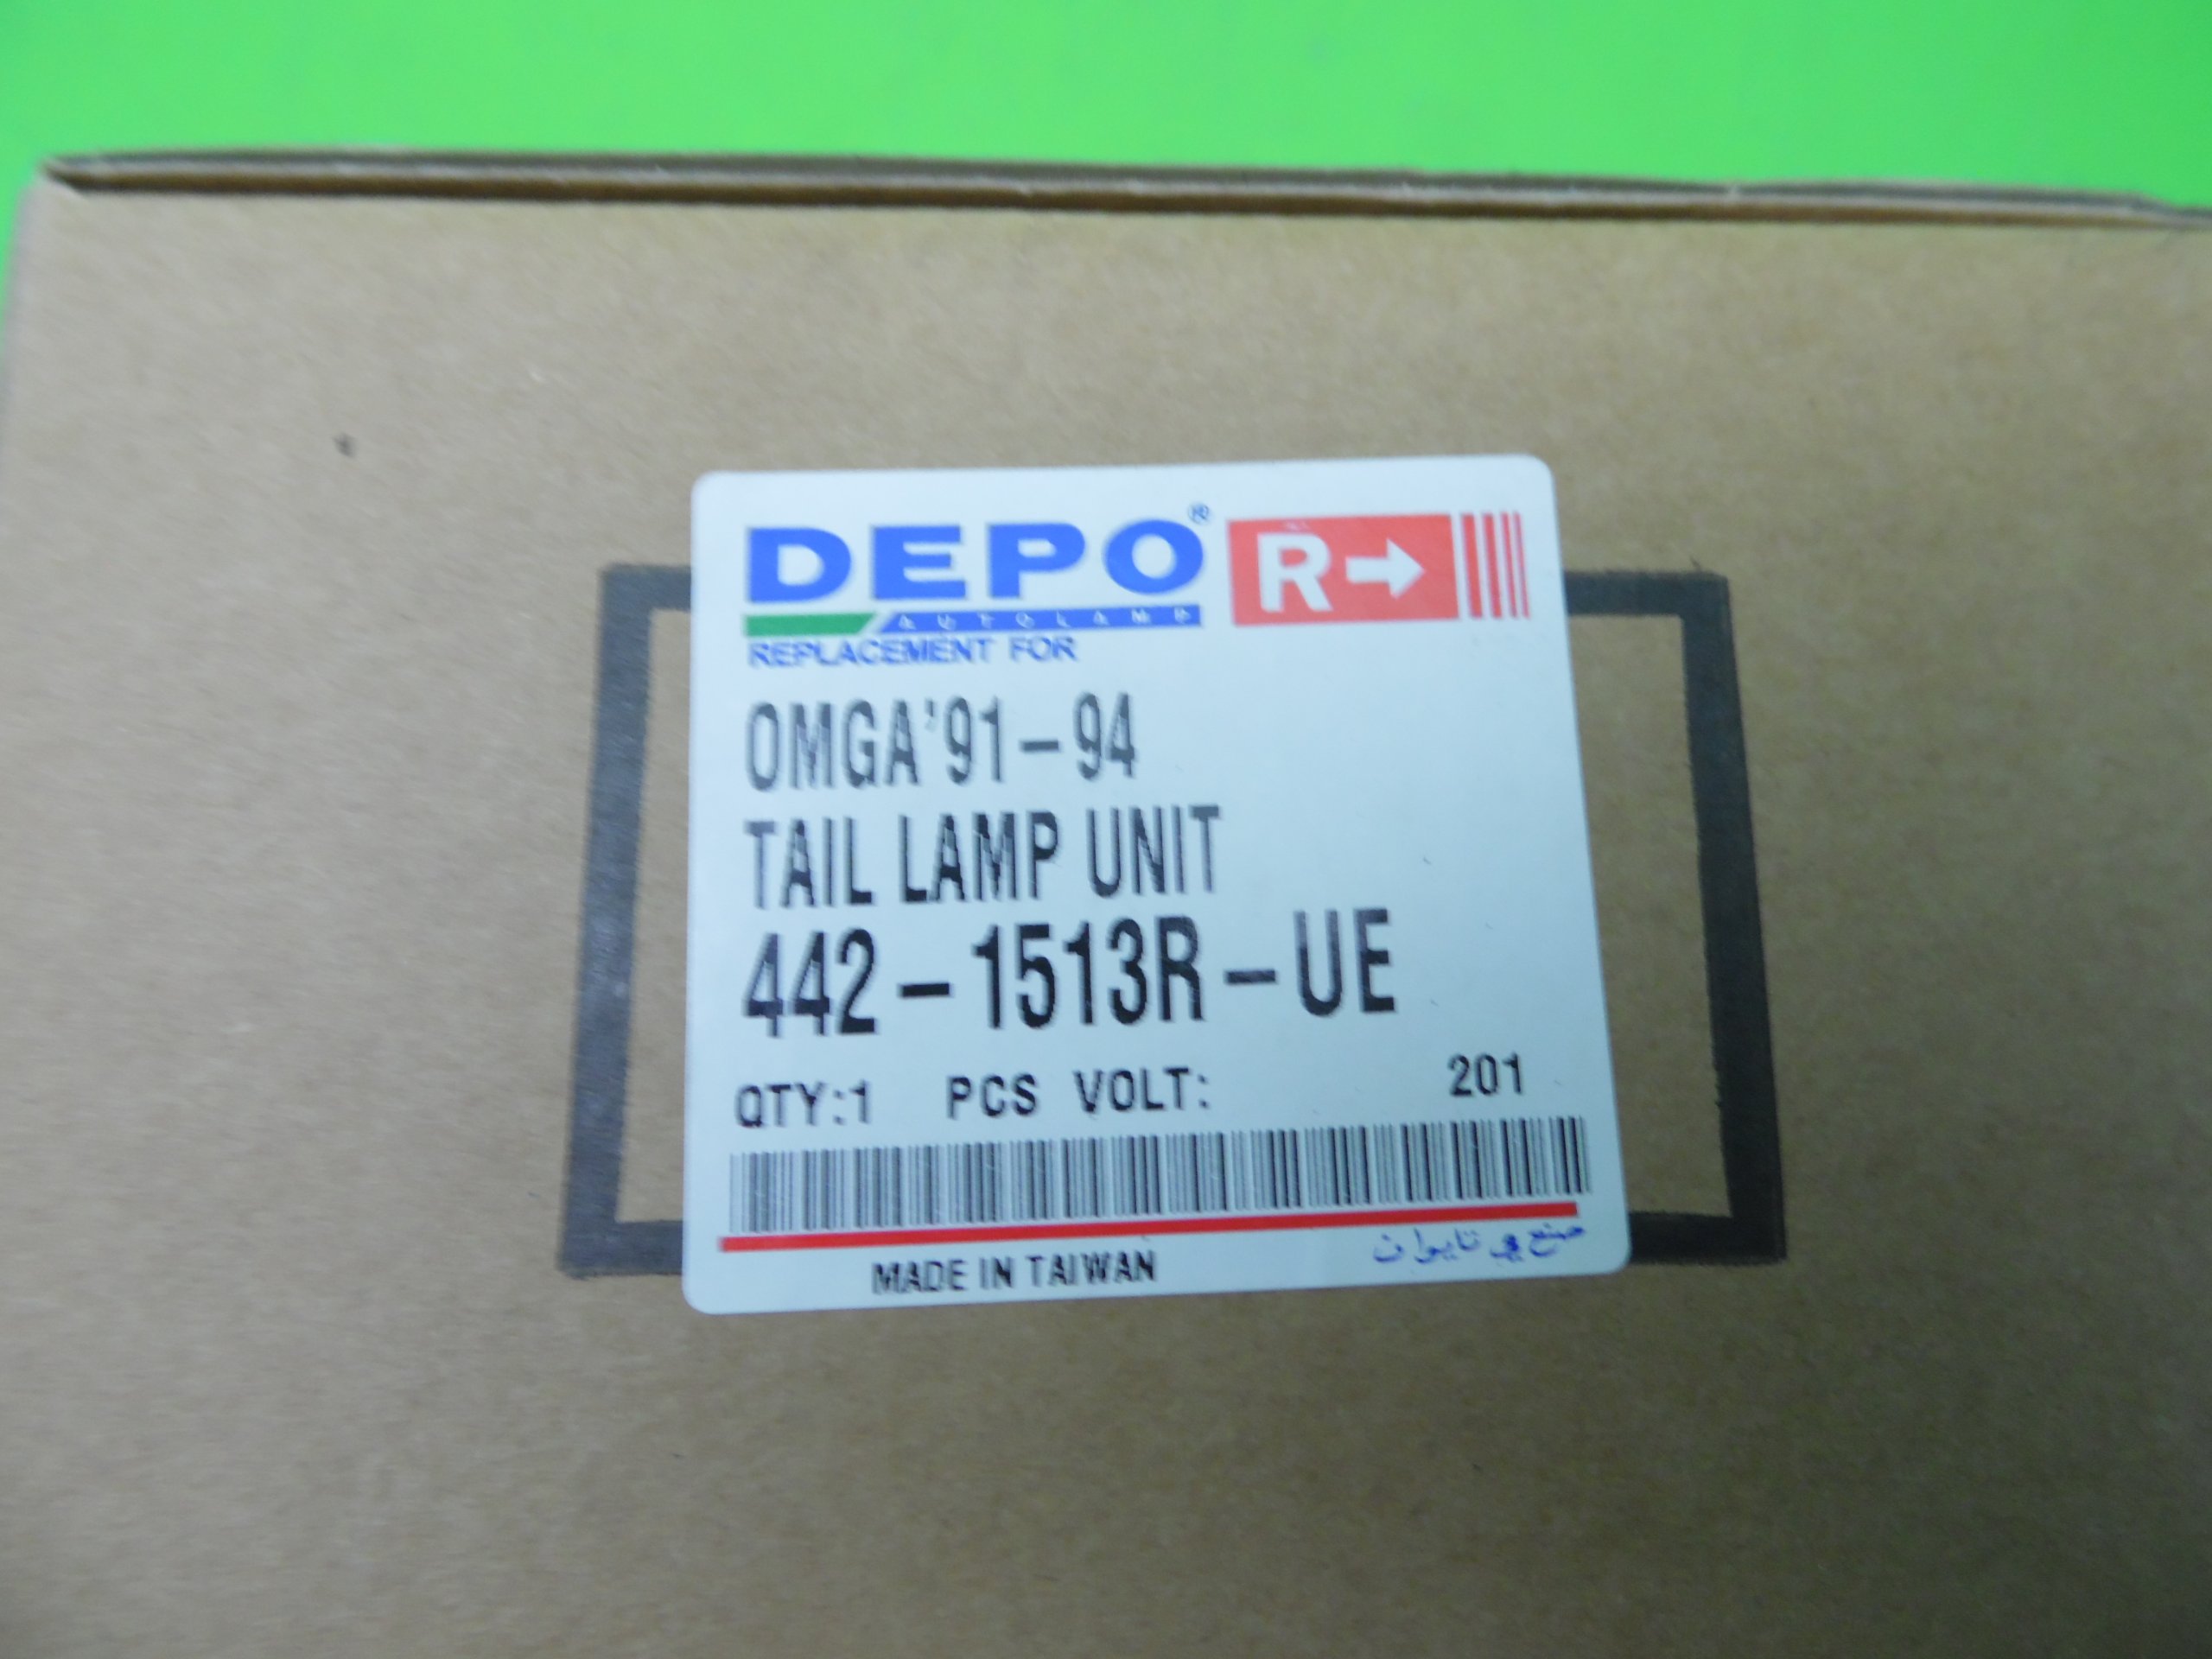 DEPO® R→
AUTOLAMP
REPLACEMENT FOR
OMGA'91-94
TAIL LAMP UNIT
442-1513R-UE
QTY:1 PCS VOLT: 201
MADE IN TAIWAN صنع في تايوان